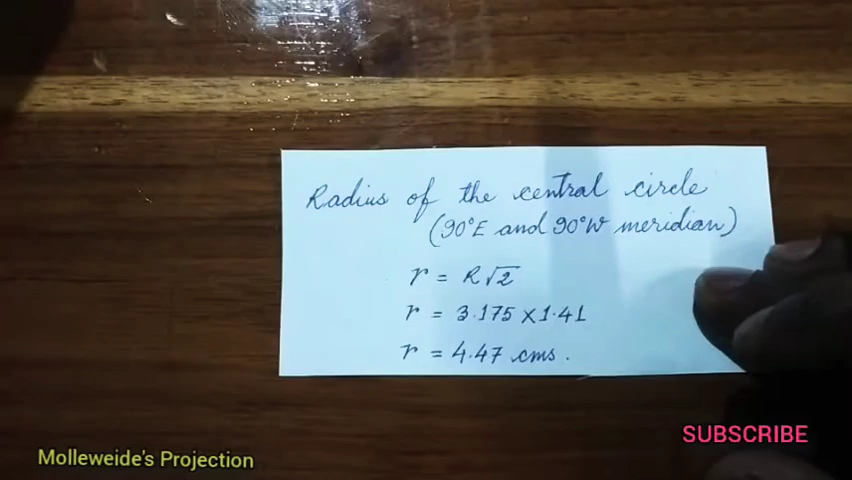 Radius of the central circle
(90°E and 90°W meridian)
r = R√2
r = 3.175 × 1.41
r = 4.47 cms.
SUBSCRIBE
Molleweide's Projection